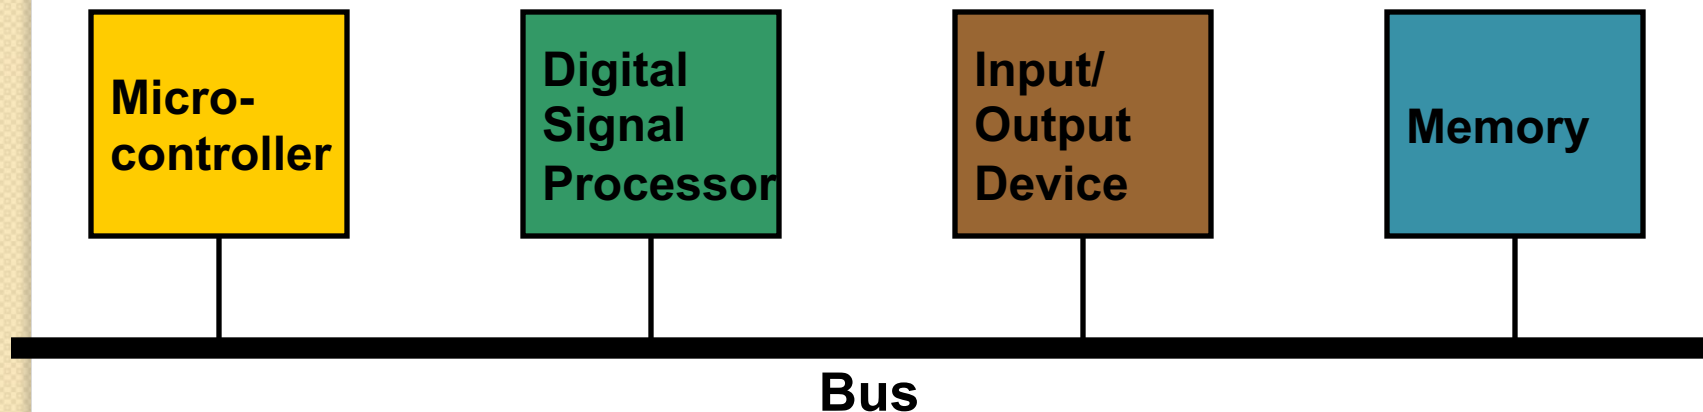 Micro-
controller
Digital
Signal
Processor
Input/
Output
Device
Memory
Bus